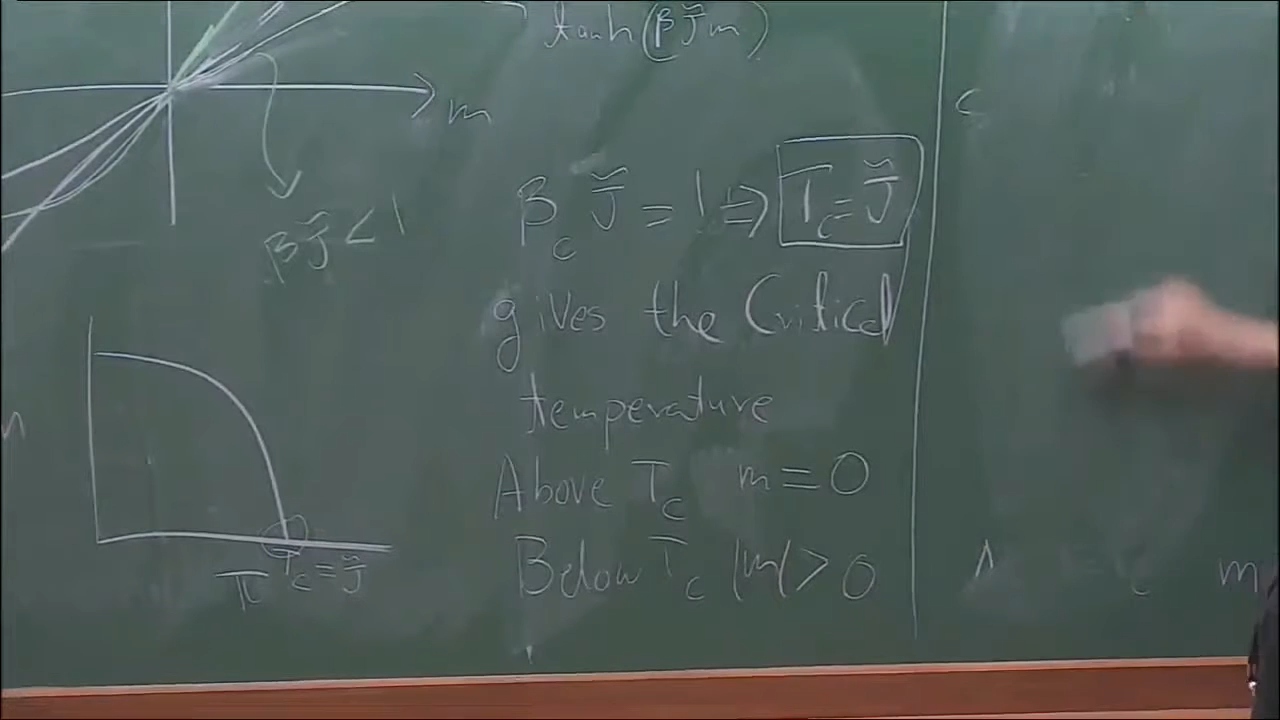 tanh(βJ̃m)
m
βJ̃ < 1
β_c J̃ = 1 ⇒ T_c = J̃
gives the Critical
temperature
Above T_c m = 0
Below T_c |m| > 0
T_c = J̃
c
m